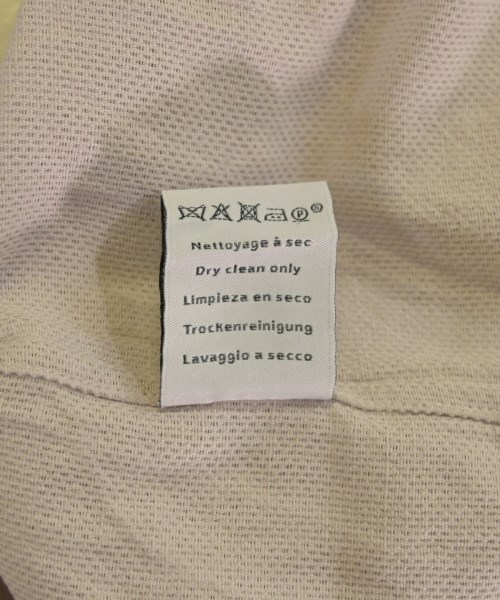 Nettoyage à sec
Dry clean only
Limpieza en seco
Trockenreinigung
Lavaggio a secco